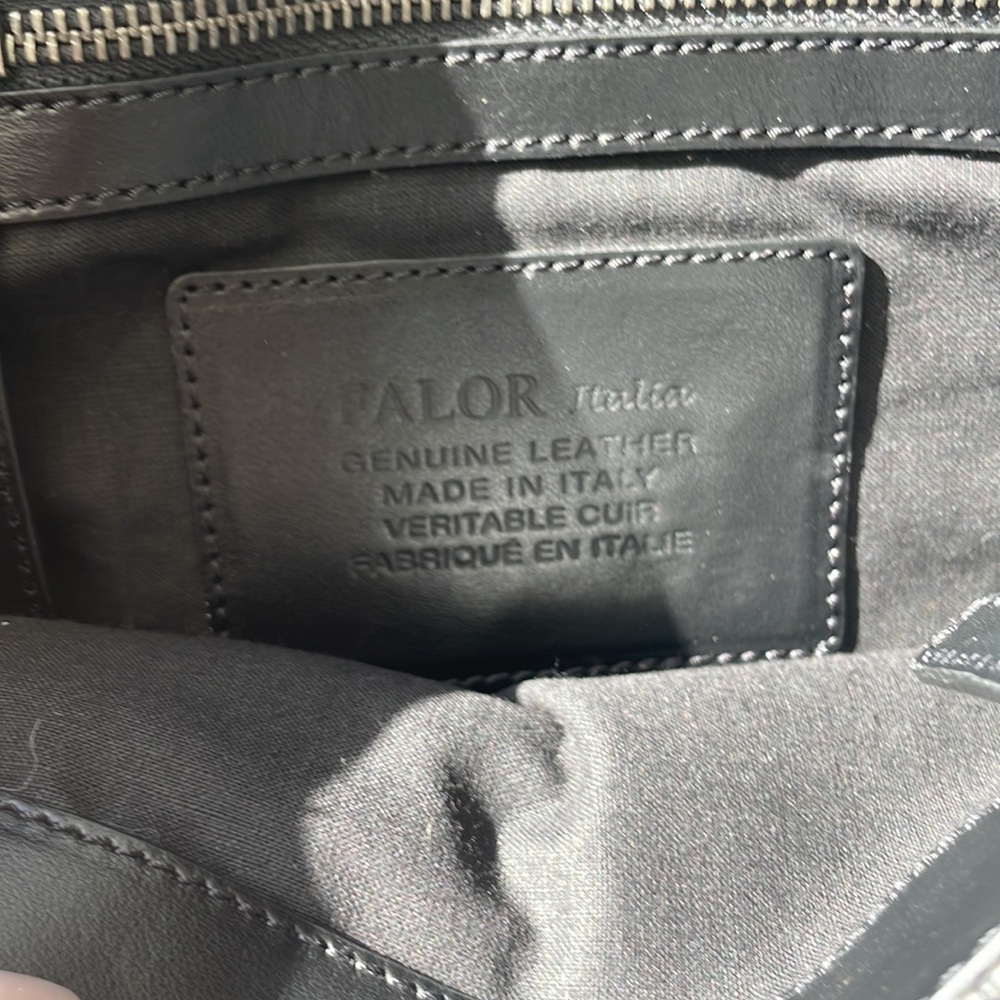 FALOR Italia
GENUINE LEATHER
MADE IN ITALY
VERITABLE CUIR
FABRIQUÉ EN ITALIE